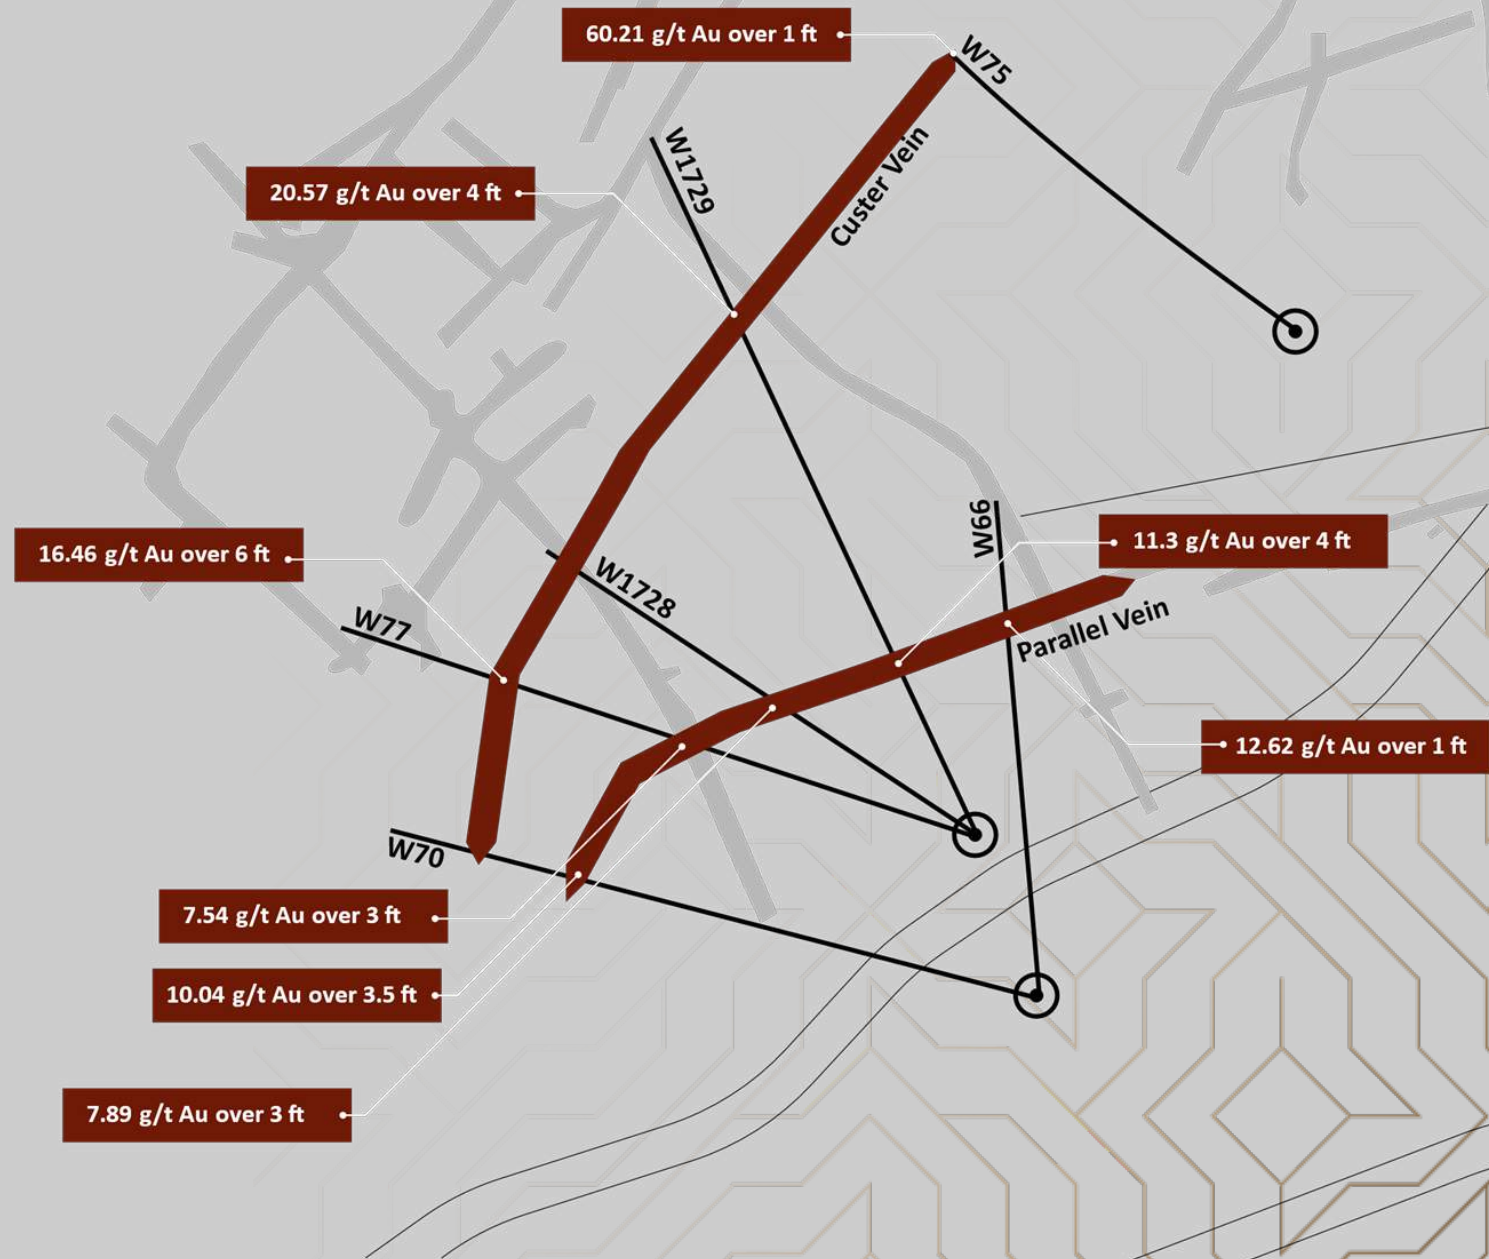 60.21 g/t Au over 1 ft
W75
W1729
20.57 g/t Au over 4 ft
Custer Vein
W66
11.3 g/t Au over 4 ft
16.46 g/t Au over 6 ft
W1728
W77
Parallel Vein
12.62 g/t Au over 1 ft
W70
7.54 g/t Au over 3 ft
10.04 g/t Au over 3.5 ft
7.89 g/t Au over 3 ft